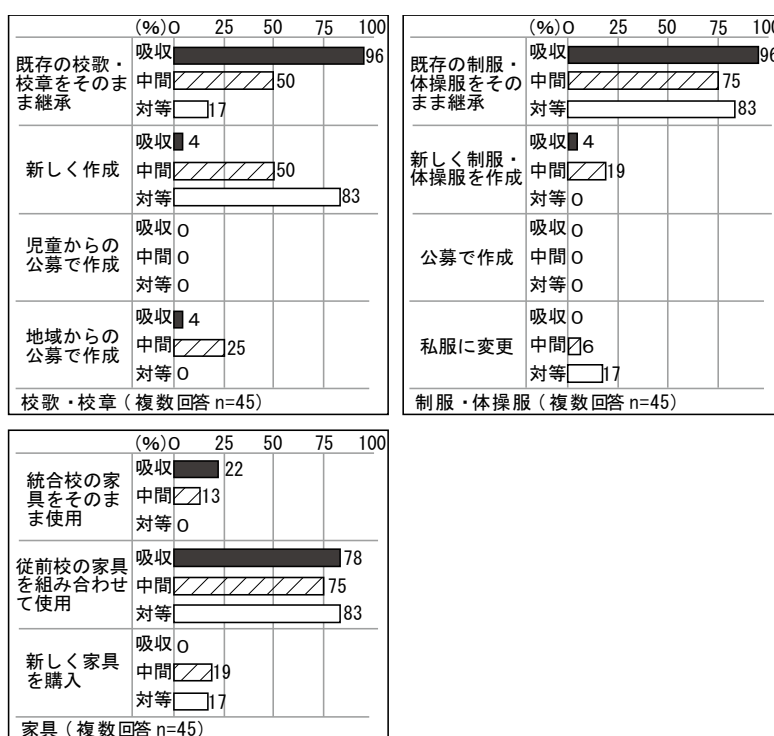 (%)0 25 50 75 100
既存の校歌・
校章をそのま
ま継承
吸収 96
中間 50
対等 17
新しく作成
吸収 4
中間 50
対等 83
児童からの
公募で作成
吸収 0
中間 0
対等 0
地域からの
公募で作成
吸収 4
中間 25
対等 0
校歌・校章(複数回答 n=45)
(%)0 25 50 75 100
既存の制服・
体操服をその
まま継承
吸収 96
中間 75
対等 83
新しく制服・
体操服を作成
吸収 4
中間 19
対等 0
公募で作成
吸収 0
中間 0
対等 0
私服に変更
吸収 0
中間 6
対等 17
制服・体操服(複数回答 n=45)
(%)0 25 50 75 100
統合校の家
具をそのま
ま使用
吸収 22
中間 13
対等 0
従前校の家具
を組み合わせ
て使用
吸収 78
中間 75
対等 83
新しく家具
を購入
吸収 0
中間 19
対等 17
家具(複数回答 n=45)